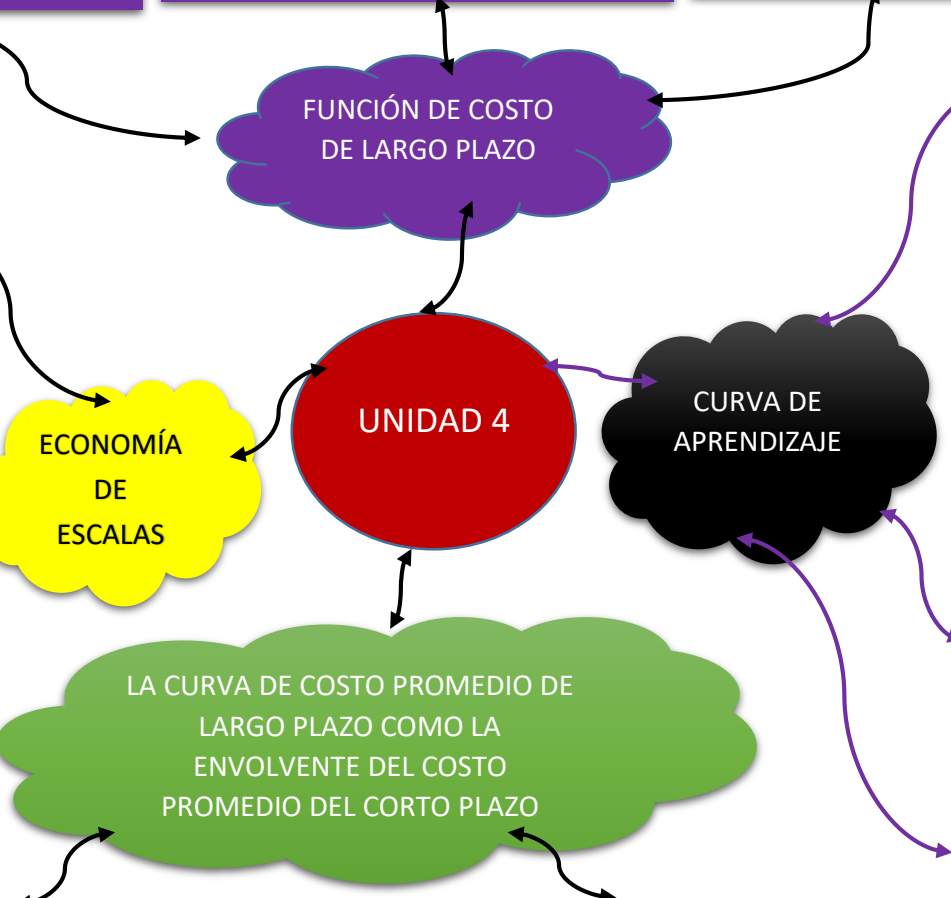 FUNCIÓN DE COSTO
DE LARGO PLAZO
UNIDAD 4
CURVA DE
APRENDIZAJE
ECONOMÍA
DE
ESCALAS
LA CURVA DE COSTO PROMEDIO DE
LARGO PLAZO COMO LA
ENVOLVENTE DEL COSTO
PROMEDIO DEL CORTO PLAZO